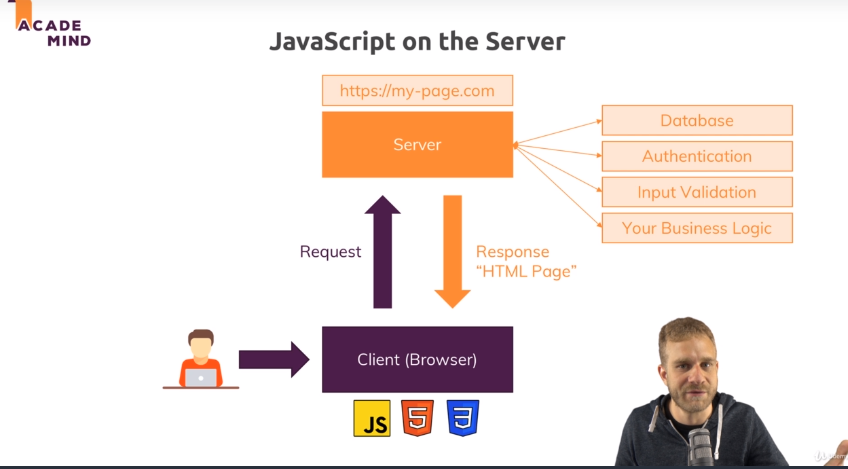 ACADE
MIND
JavaScript on the Server
https://my-page.com
Server
Database
Authentication
Input Validation
Your Business Logic
Request
Response
“HTML Page”
Client (Browser)
JS
5
3